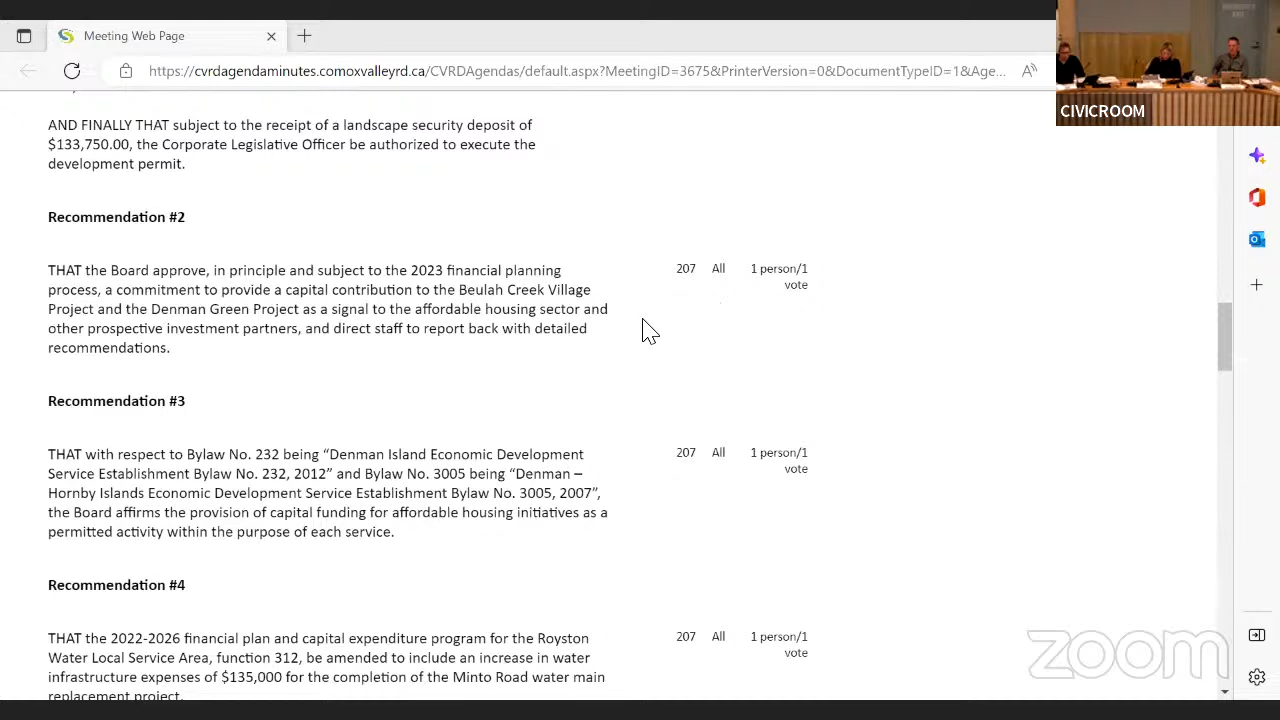 Meeting Web Page
https://cvrdagendaminutes.comoxvalleyrd.ca/CVRDAgendas/default.aspx?MeetingID=3675&PrinterVersion=0&DocumentTypeID=1&Age...
CIVICROOM
AND FINALLY THAT subject to the receipt of a landscape security deposit of
$133,750.00, the Corporate Legislative Officer be authorized to execute the
development permit.
Recommendation #2
THAT the Board approve, in principle and subject to the 2023 financial planning
process, a commitment to provide a capital contribution to the Beulah Creek Village
Project and the Denman Green Project as a signal to the affordable housing sector and
other prospective investment partners, and direct staff to report back with detailed
recommendations.
207 All 1 person/1
vote
Recommendation #3
THAT with respect to Bylaw No. 232 being “Denman Island Economic Development
Service Establishment Bylaw No. 232, 2012” and Bylaw No. 3005 being “Denman –
Hornby Islands Economic Development Service Establishment Bylaw No. 3005, 2007”,
the Board affirms the provision of capital funding for affordable housing initiatives as a
permitted activity within the purpose of each service.
207 All 1 person/1
vote
Recommendation #4
THAT the 2022-2026 financial plan and capital expenditure program for the Royston
Water Local Service Area, function 312, be amended to include an increase in water
infrastructure expenses of $135,000 for the completion of the Minto Road water main
replacement project.
207 All 1 person/1
vote
zoom